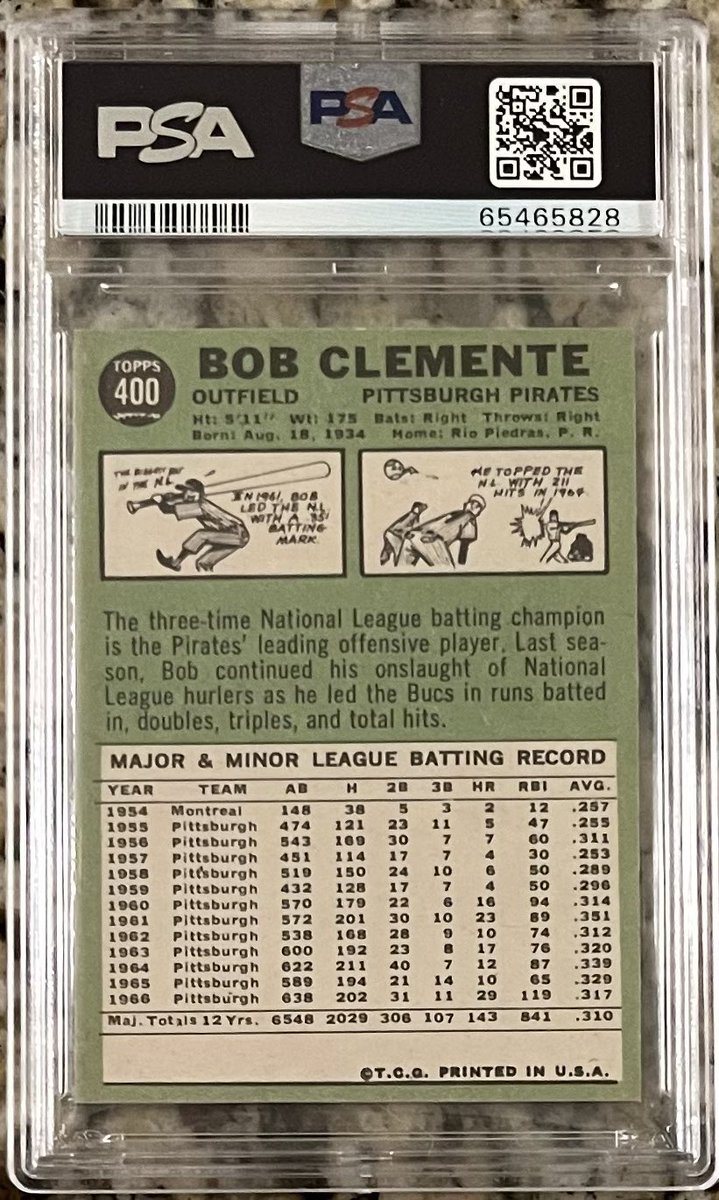 PSA
PSA
65465828
TOPPS
400
BOB CLEMENTE
OUTFIELD PITTSBURGH PIRATES
Ht: 5'11" Wt: 175 Bats: Right Throws: Right
Born: Aug. 18, 1934 Home: Rio Piedras, P. R.
THE BIGGEST BAT
IN THE N.L.
IN 1961, BOB
LED THE N.L.
WITH A .351
BATTING
MARK.
HE TOPPED THE
N.L. WITH 211
HITS IN 1964
The three-time National League batting champion
is the Pirates' leading offensive player. Last sea-
son, Bob continued his onslaught of National
League hurlers as he led the Bucs in runs batted
in, doubles, triples, and total hits.
MAJOR & MINOR LEAGUE BATTING RECORD
YEAR TEAM AB H 2B 3B HR RBI AVG.
1954 Montreal 148 38 5 3 2 12 .257
1955 Pittsburgh 474 121 23 11 5 47 .255
1956 Pittsburgh 543 169 30 7 7 60 .311
1957 Pittsburgh 451 114 17 7 4 30 .253
1958 Pittsburgh 519 150 24 10 6 50 .289
1959 Pittsburgh 432 128 17 7 4 50 .296
1960 Pittsburgh 570 179 22 6 16 94 .314
1961 Pittsburgh 572 201 30 10 23 89 .351
1962 Pittsburgh 538 168 28 9 10 74 .312
1963 Pittsburgh 600 192 23 8 17 76 .320
1964 Pittsburgh 622 211 40 7 12 87 .339
1965 Pittsburgh 589 194 21 14 10 65 .329
1966 Pittsburgh 638 202 31 11 29 119 .317
Maj. Totals 12 Yrs. 6548 2029 306 107 143 841 .310
©T.C.G. PRINTED IN U.S.A.